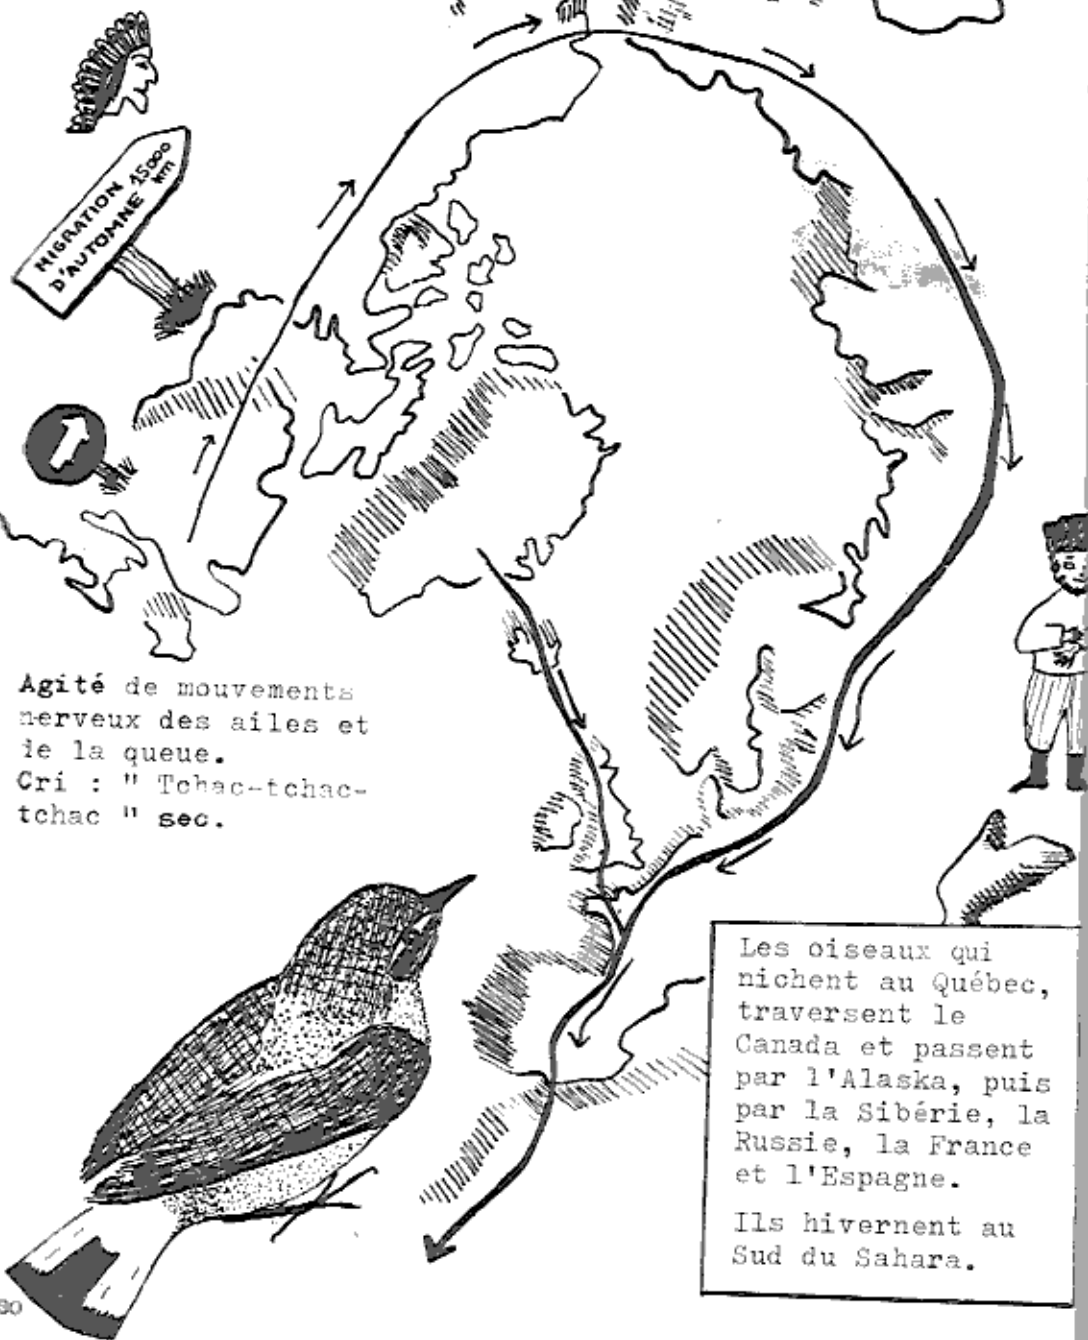 MIGRATION 15000
D'AUTOMNE km
Agité de mouvements
nerveux des ailes et
de la queue.
Cri : " Tchac-tchac-
tchac " sec.
Les oiseaux qui
nichent au Québec,
traversent le
Canada et passent
par l'Alaska, puis
par la Sibérie, la
Russie, la France
et l'Espagne.
Ils hivernent au
Sud du Sahara.